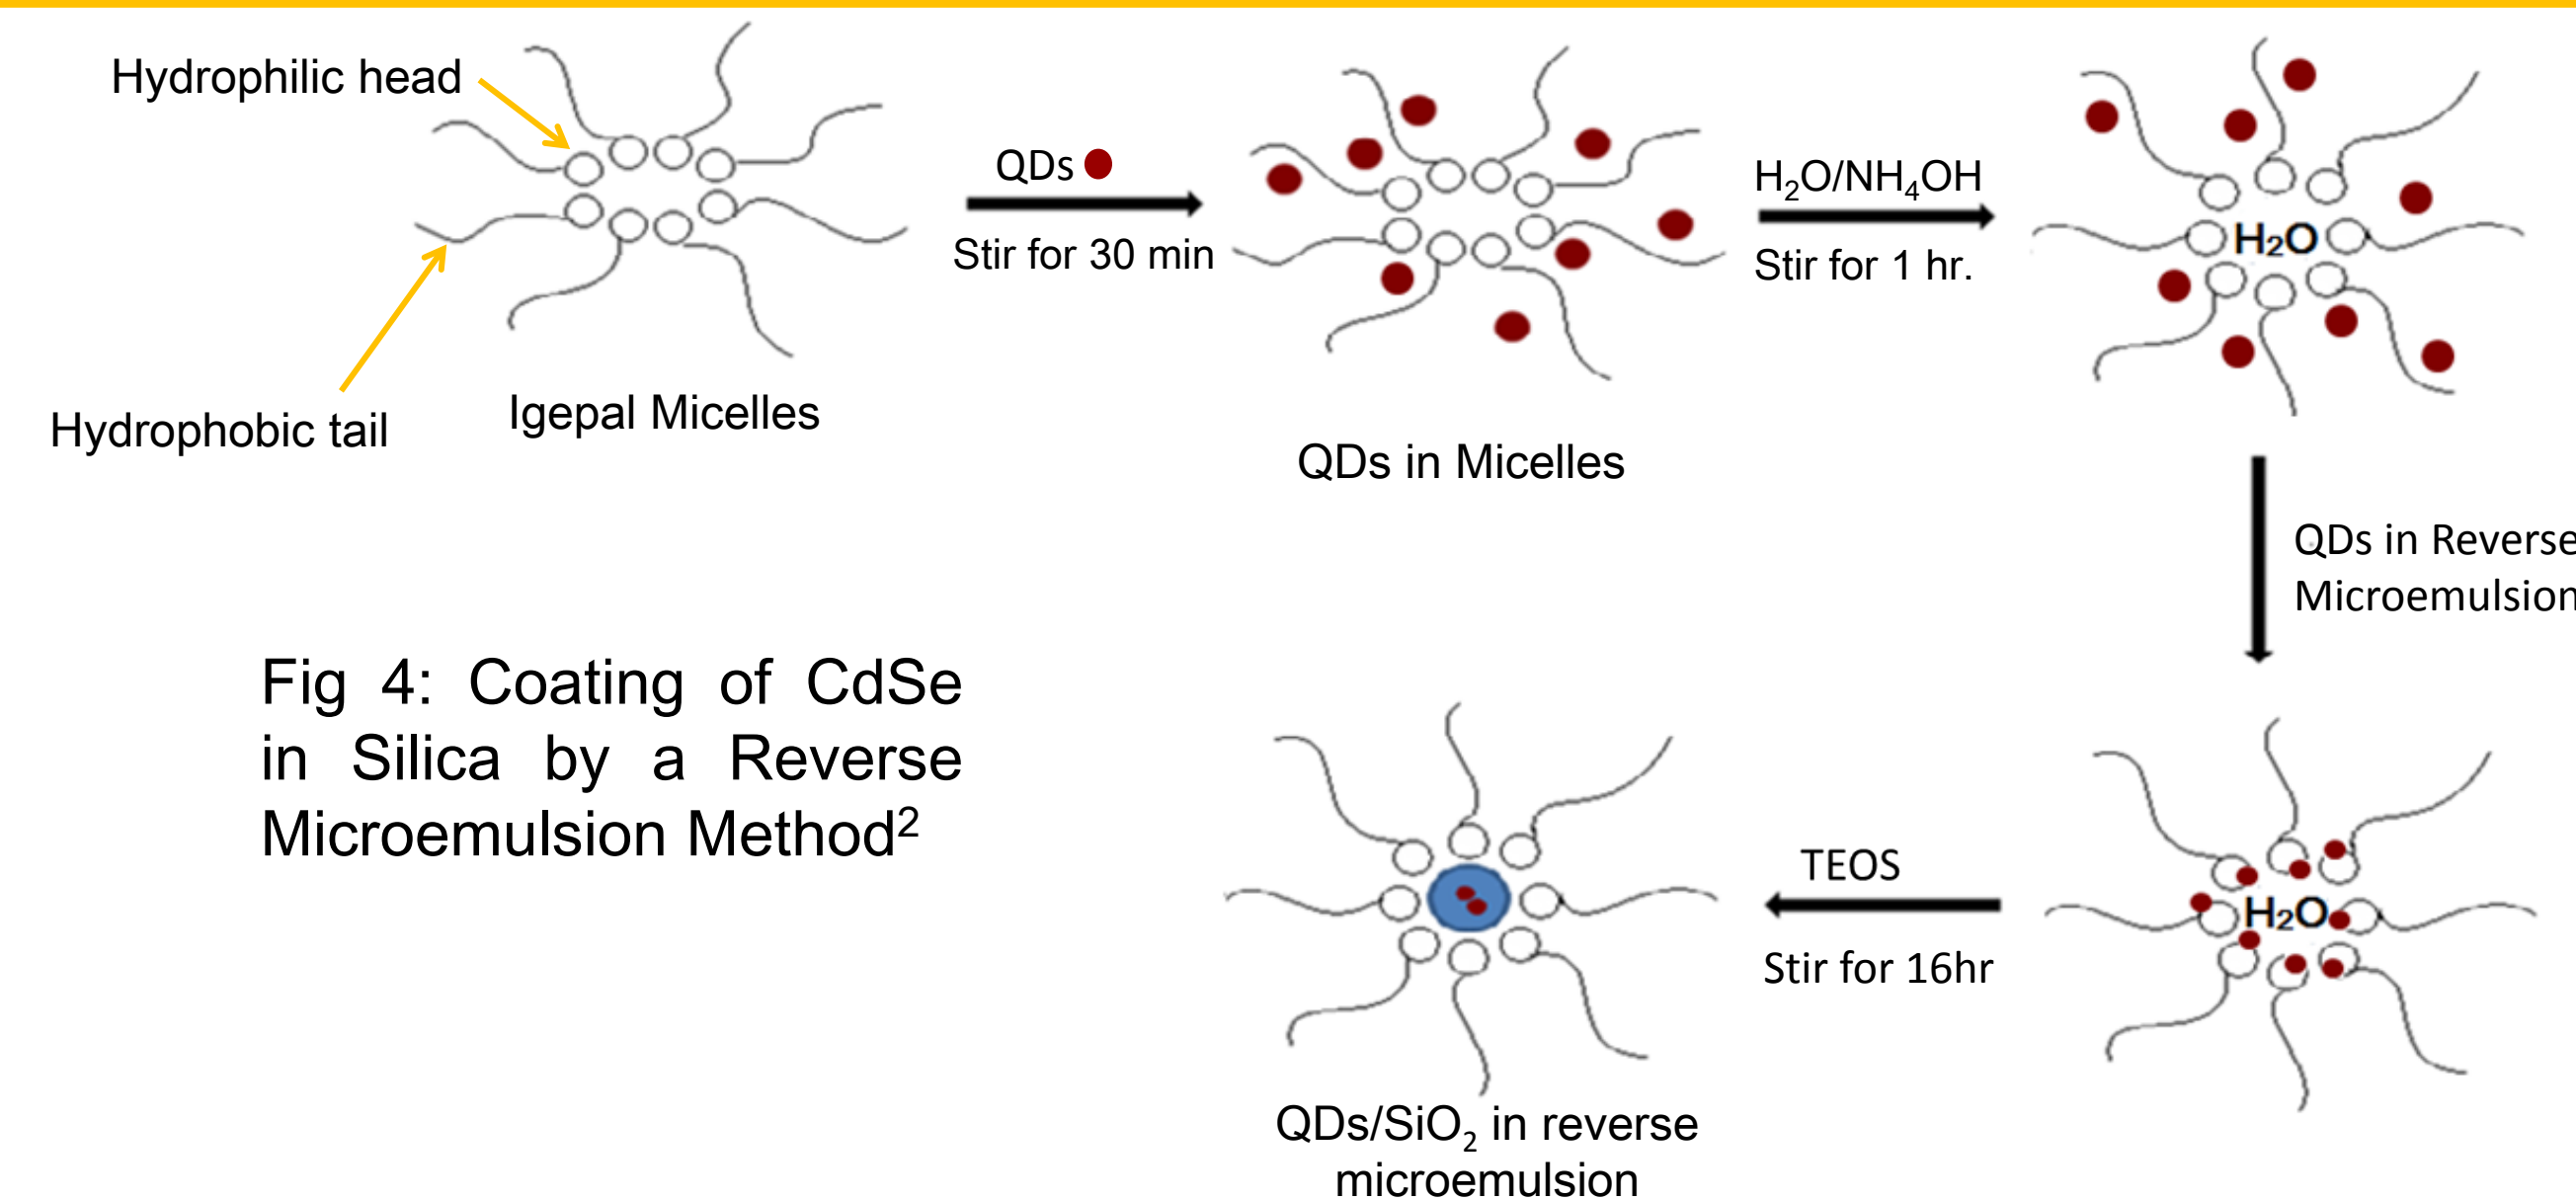 Hydrophilic head
Hydrophobic tail
Igepal Micelles
QDs
Stir for 30 min
QDs in Micelles
H₂O/NH₄OH
Stir for 1 hr.
H₂O
QDs in Reverse
Microemulsion
H₂O
TEOS
Stir for 16hr
QDs/SiO₂ in reverse
microemulsion
Fig 4: Coating of CdSe
in Silica by a Reverse
Microemulsion Method²